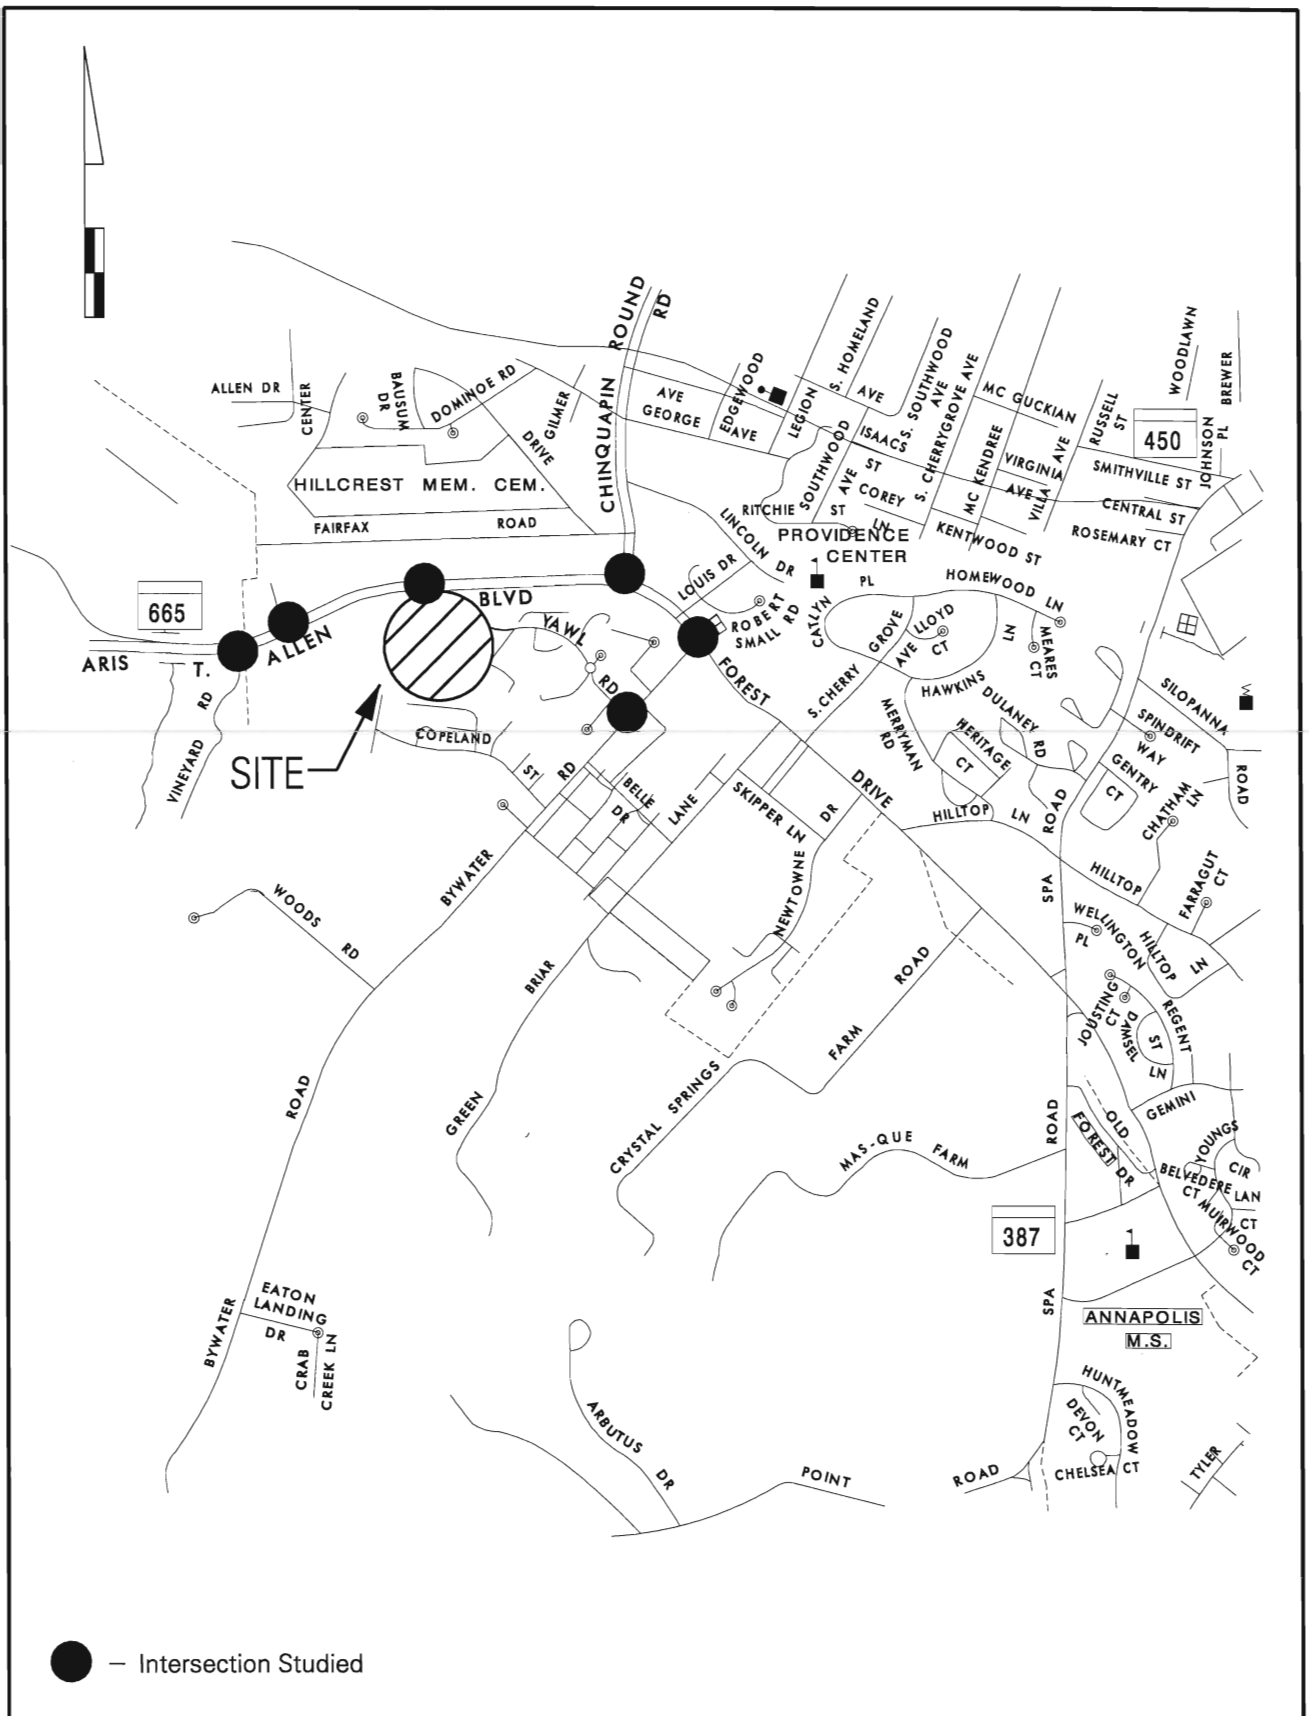 ROUND
RD
CHINQUAPIN
ALLEN DR
CENTER
BAUSUM
DR
DOMINOE RD
DRIVE
GILMER
AVE
GEORGE
AVE
EDGEWOOD
LEGION
S. HOMELAND
AVE
S. SOUTHWOOD
AVE
S. CHERRYGROVE AVE
MC GUCKIAN
RUSSELL
ST
WOODLAWN
BREWER
PL
JOHNSON
450
ISAACS
ST
SOUTHWOOD
AVE
COREY
LN
MC KENDREE
VIRGINIA
AVE
VILLA AVE
SMITHVILLE ST
CENTRAL ST
ROSEMARY CT
KENTWOOD ST
RITCHIE
ST
HILLCREST MEM. CEM.
FAIRFAX
ROAD
PROVIDENCE
CENTER
LINCOLN
DR
LOUIS DR
ROBERT
SMALL RD
CATLYN
PL
HOMEWOOD
LN
LN
MEARES
CT
LLOYD
CT
S. CHERRY
GROVE
AVE
665
ARIS
T.
ALLEN
BLVD
YAWL
RD
FOREST
DRIVE
VINEYARD
RD
SITE
COPELAND
ST
RD
BELLE
DR
LANE
SKIPPER LN
DR
NEWTOWNE
HAWKINS
MERRYMAN
RD
DULANEY
RD
HERITAGE
CT
HILLTOP
LN
ROAD
SPA
SILOPANNA
ROAD
SPINDRIFT
WAY
GENTRY
CT
CHATHAM
LN
HILLTOP
FARRAGUT
CT
WELLINGTON
PL
HILLTOP
LN
JOUSTING
CT
DAMSEL
ST
REGENT
LN
GEMINI
WOODS
RD
BYWATER
ROAD
BRIAR
GREEN
CRYSTAL
SPRINGS
FARM
ROAD
MAS-QUE
FARM
ROAD
OLD
FOREST
DR
YOUNGS
CIR
BELVEDERE
CT
LAN
CT
MUIRWOOD
CT
387
SPA
ANNAPOLIS
M.S.
HUNTMEADOW
DEVON
CT
CHELSEA CT
TYLER
BYWATER
EATON
LANDING
DR
CRAB
CREEK LN
ARBUTUS
DR
POINT
ROAD
– Intersection Studied